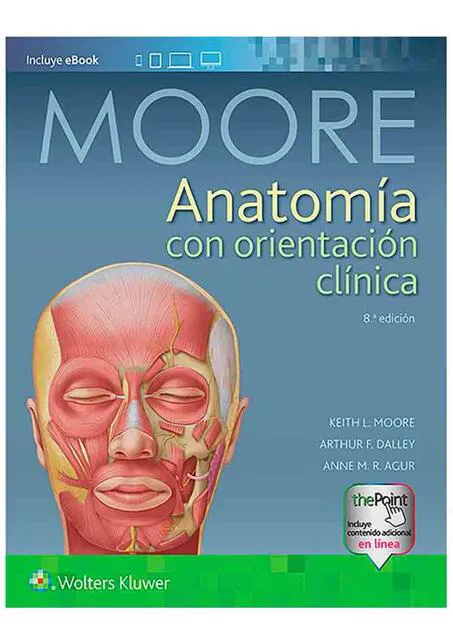 Incluye eBook
MOORE
Anatomía
con orientación
clínica
8.ª edición
KEITH L. MOORE
ARTHUR F. DALLEY
ANNE M. R. AGUR
thePoint
Incluye
contenido adicional
en línea
Wolters Kluwer